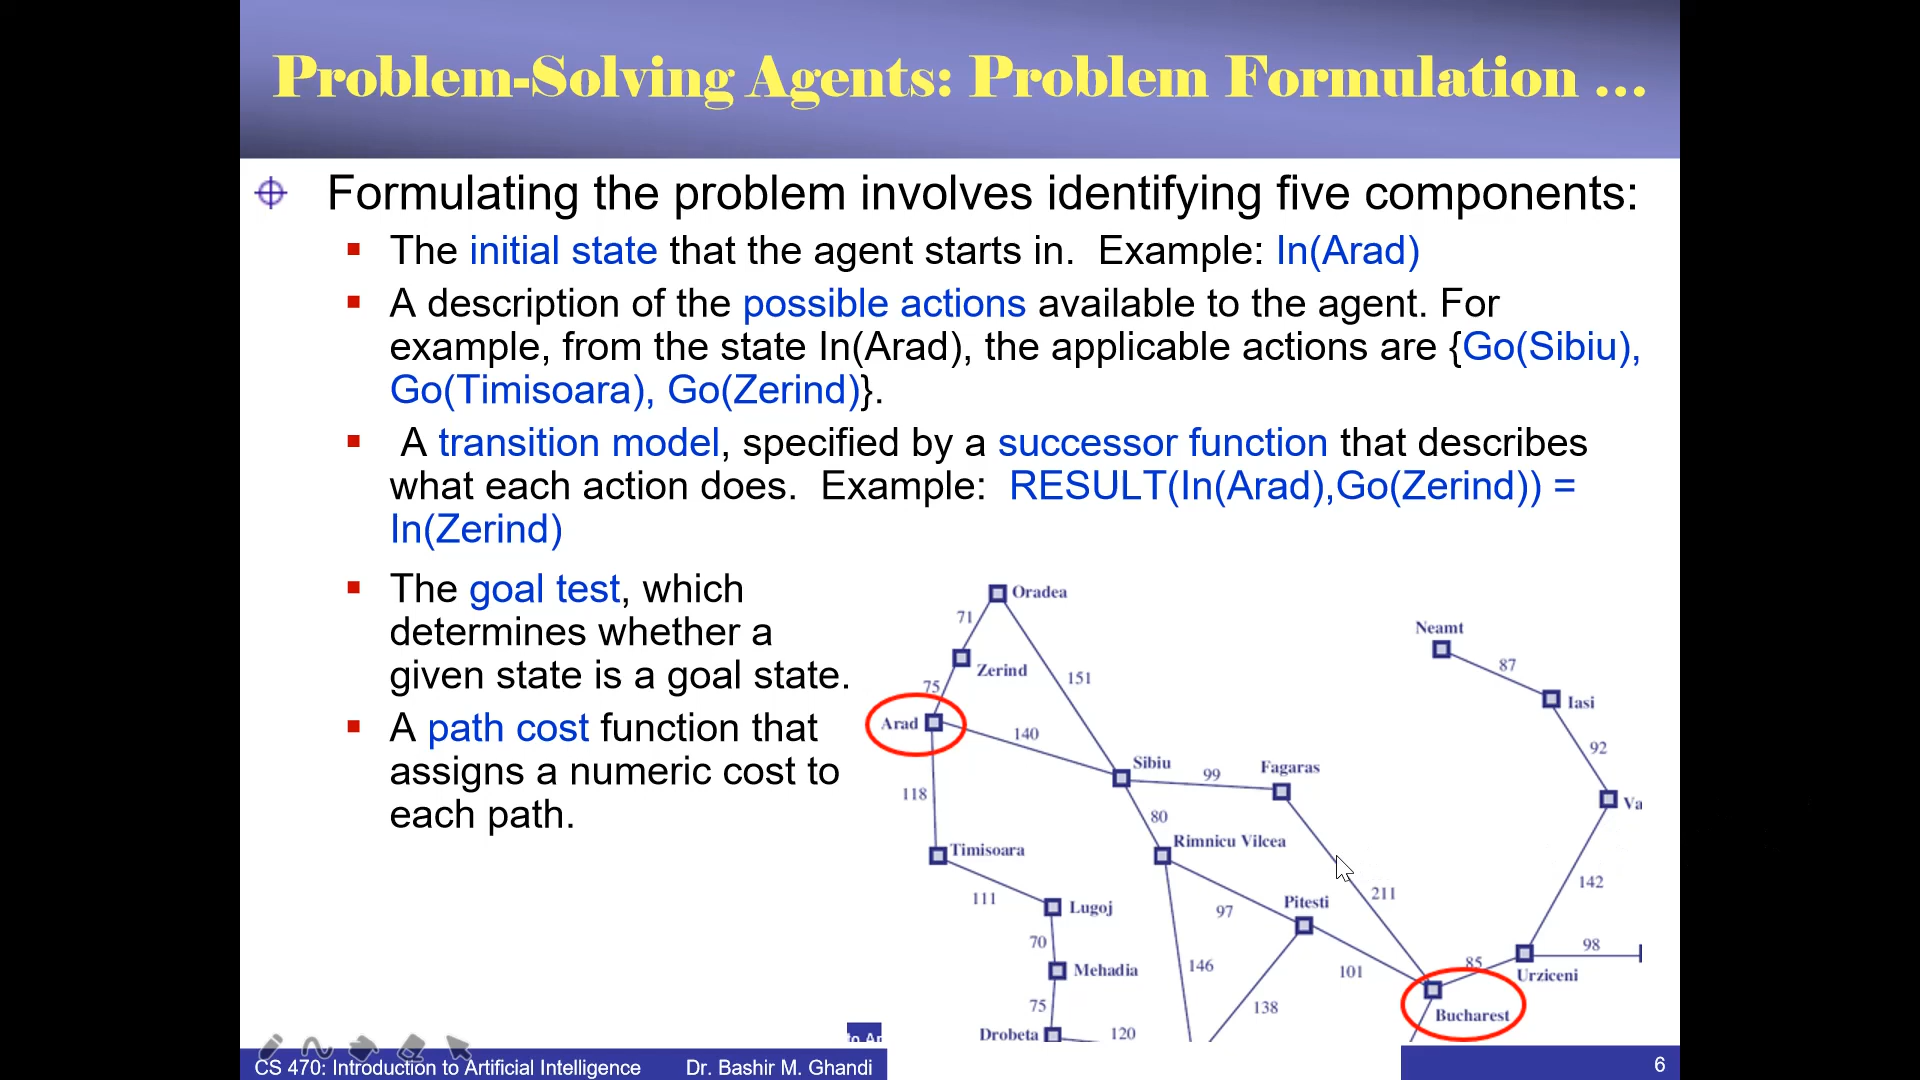 Problem-Solving Agents: Problem Formulation ...
Formulating the problem involves identifying five components:
The initial state that the agent starts in.  Example: In(Arad)
A description of the possible actions available to the agent. For
example, from the state In(Arad), the applicable actions are {Go(Sibiu),
Go(Timisoara), Go(Zerind)}.
A transition model, specified by a successor function that describes
what each action does.  Example:  RESULT(In(Arad),Go(Zerind)) =
In(Zerind)
The goal test, which
determines whether a
given state is a goal state.
A path cost function that
assigns a numeric cost to
each path.
Oradea
71
Neamt
Zerind
87
75
151
Iasi
Arad
140
92
Sibiu
99
Fagaras
118
Va
80
Timisoara
Rimnicu Vilcea
142
111
Pitesti
211
Lugoj
97
70
98
146
85
Mehadia
101
Urziceni
75
138
Bucharest
Drobeta
120
CS 470: Introduction to Artificial Intelligence
Dr. Bashir M. Ghandi
6